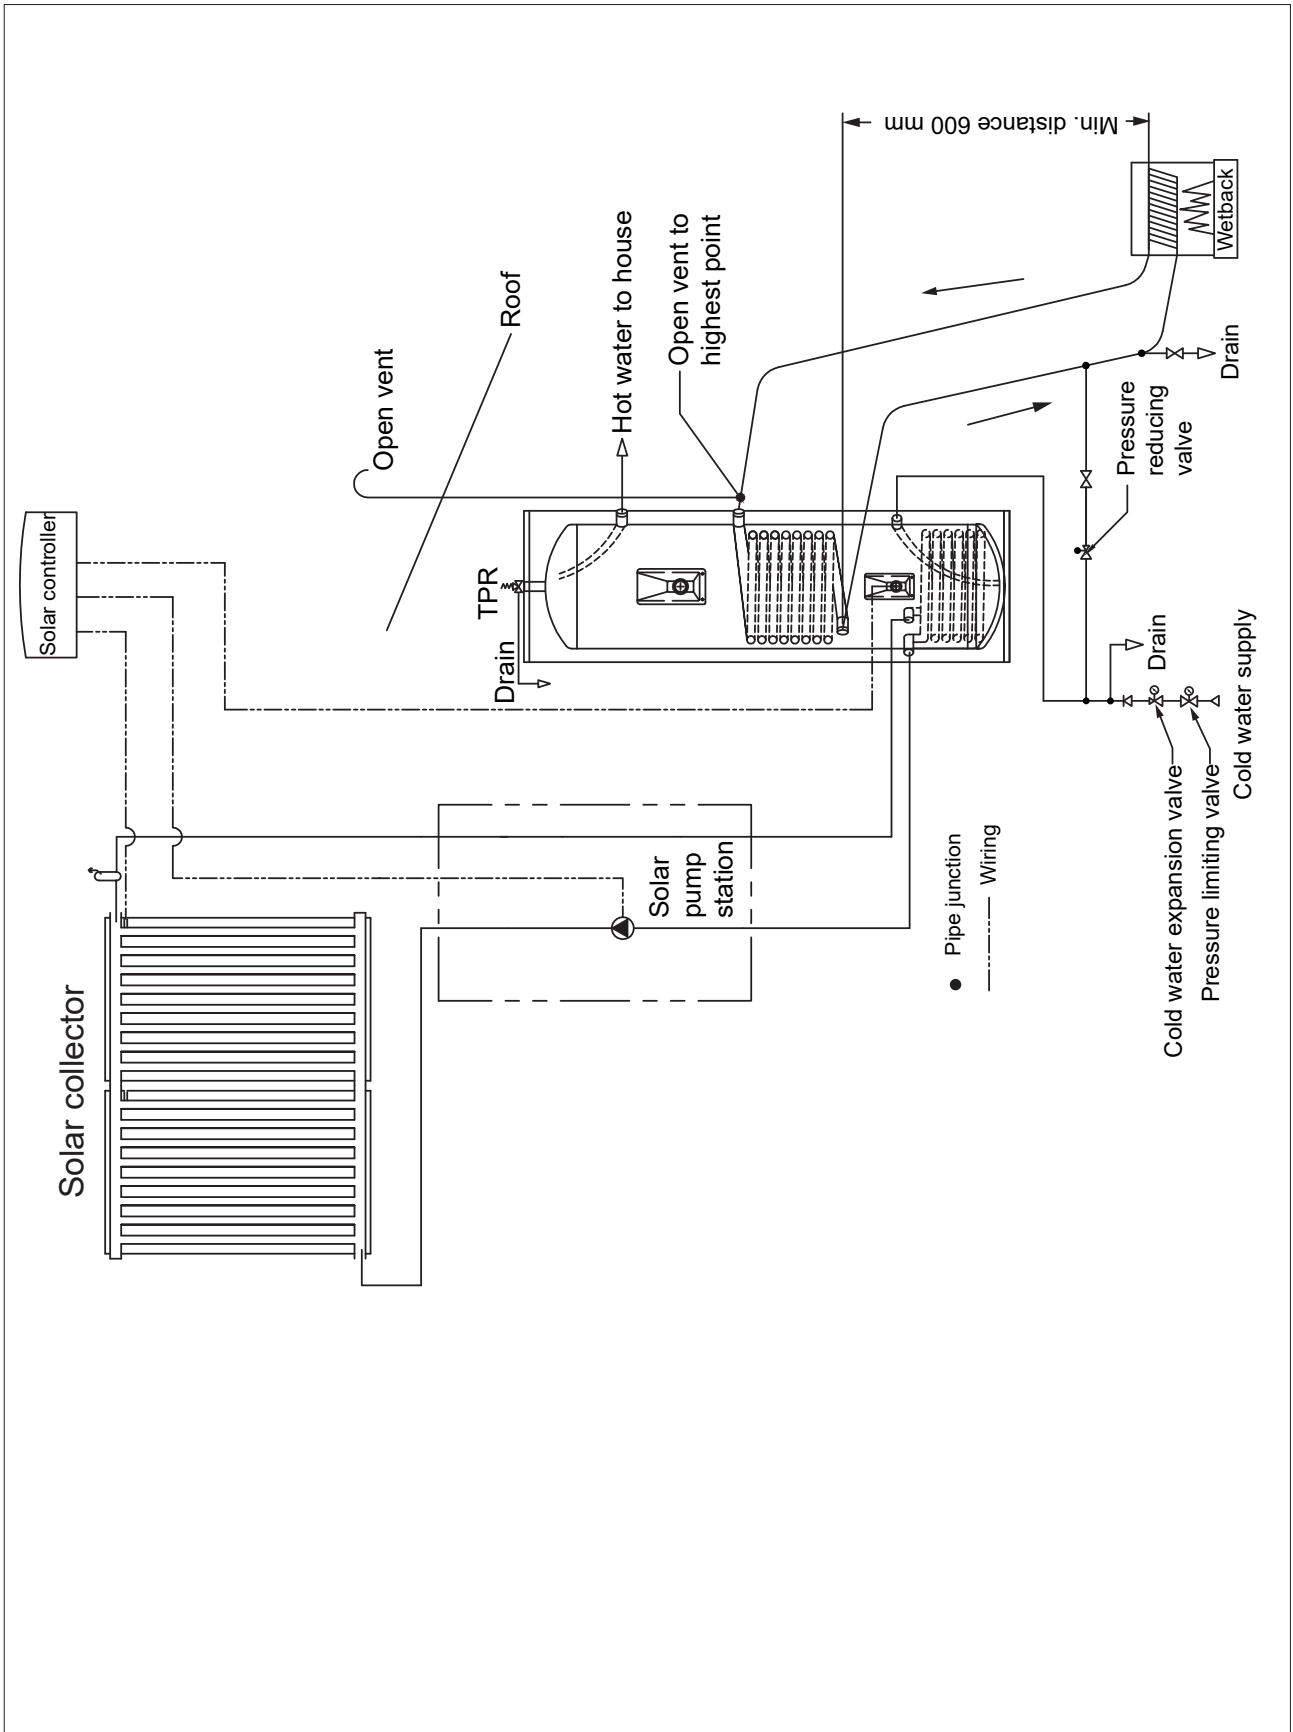 Solar controller
Open vent
Roof
TPR
Drain
Hot water to house
Open vent to
highest point
Min. distance 600 mm
Wetback
Drain
Pressure
reducing
valve
Solar collector
Solar
pump
station
Pipe junction
Wiring
Drain
Cold water expansion valve
Pressure limiting valve
Cold water supply